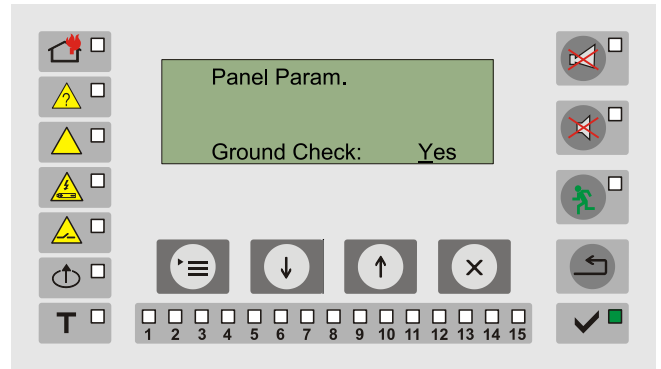 Panel Param.
Ground Check: Yes
?
T
1 2 3 4 5 6 7 8 9 10 11 12 13 14 15